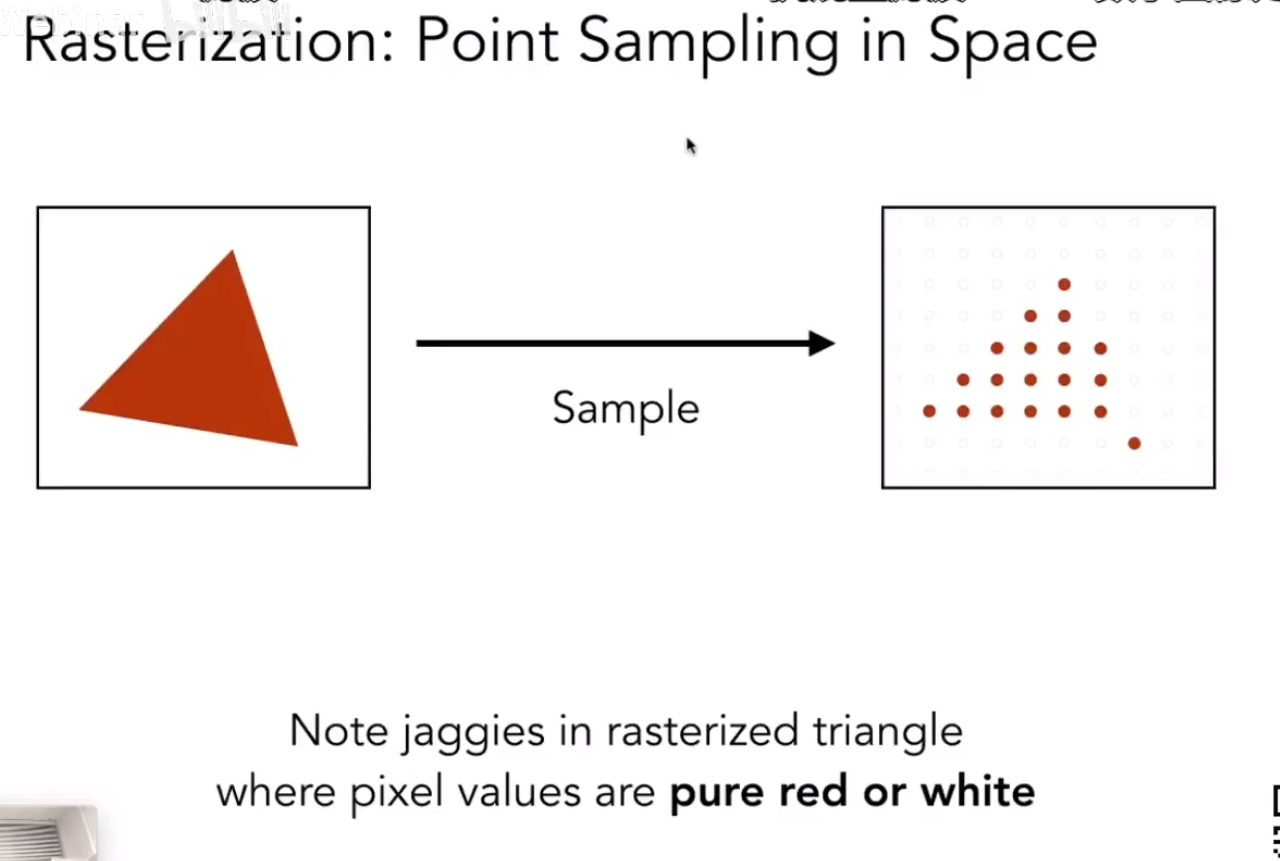 Rasterization: Point Sampling in Space
Sample
Note jaggies in rasterized triangle
where pixel values are pure red or white